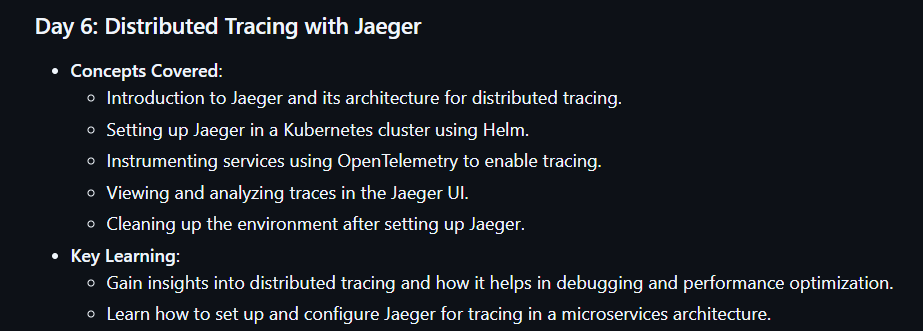 Day 6: Distributed Tracing with Jaeger
Concepts Covered:
Introduction to Jaeger and its architecture for distributed tracing.
Setting up Jaeger in a Kubernetes cluster using Helm.
Instrumenting services using OpenTelemetry to enable tracing.
Viewing and analyzing traces in the Jaeger UI.
Cleaning up the environment after setting up Jaeger.
Key Learning:
Gain insights into distributed tracing and how it helps in debugging and performance optimization.
Learn how to set up and configure Jaeger for tracing in a microservices architecture.